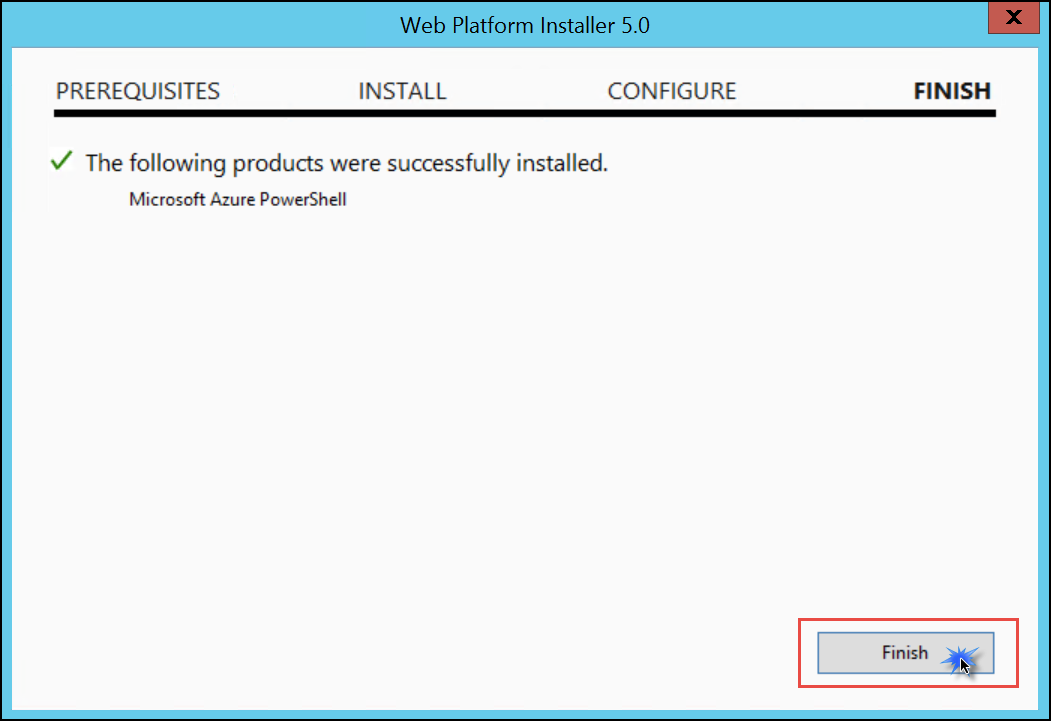 Web Platform Installer 5.0
X
PREREQUISITES INSTALL CONFIGURE FINISH
The following products were successfully installed.
Microsoft Azure PowerShell
Finish